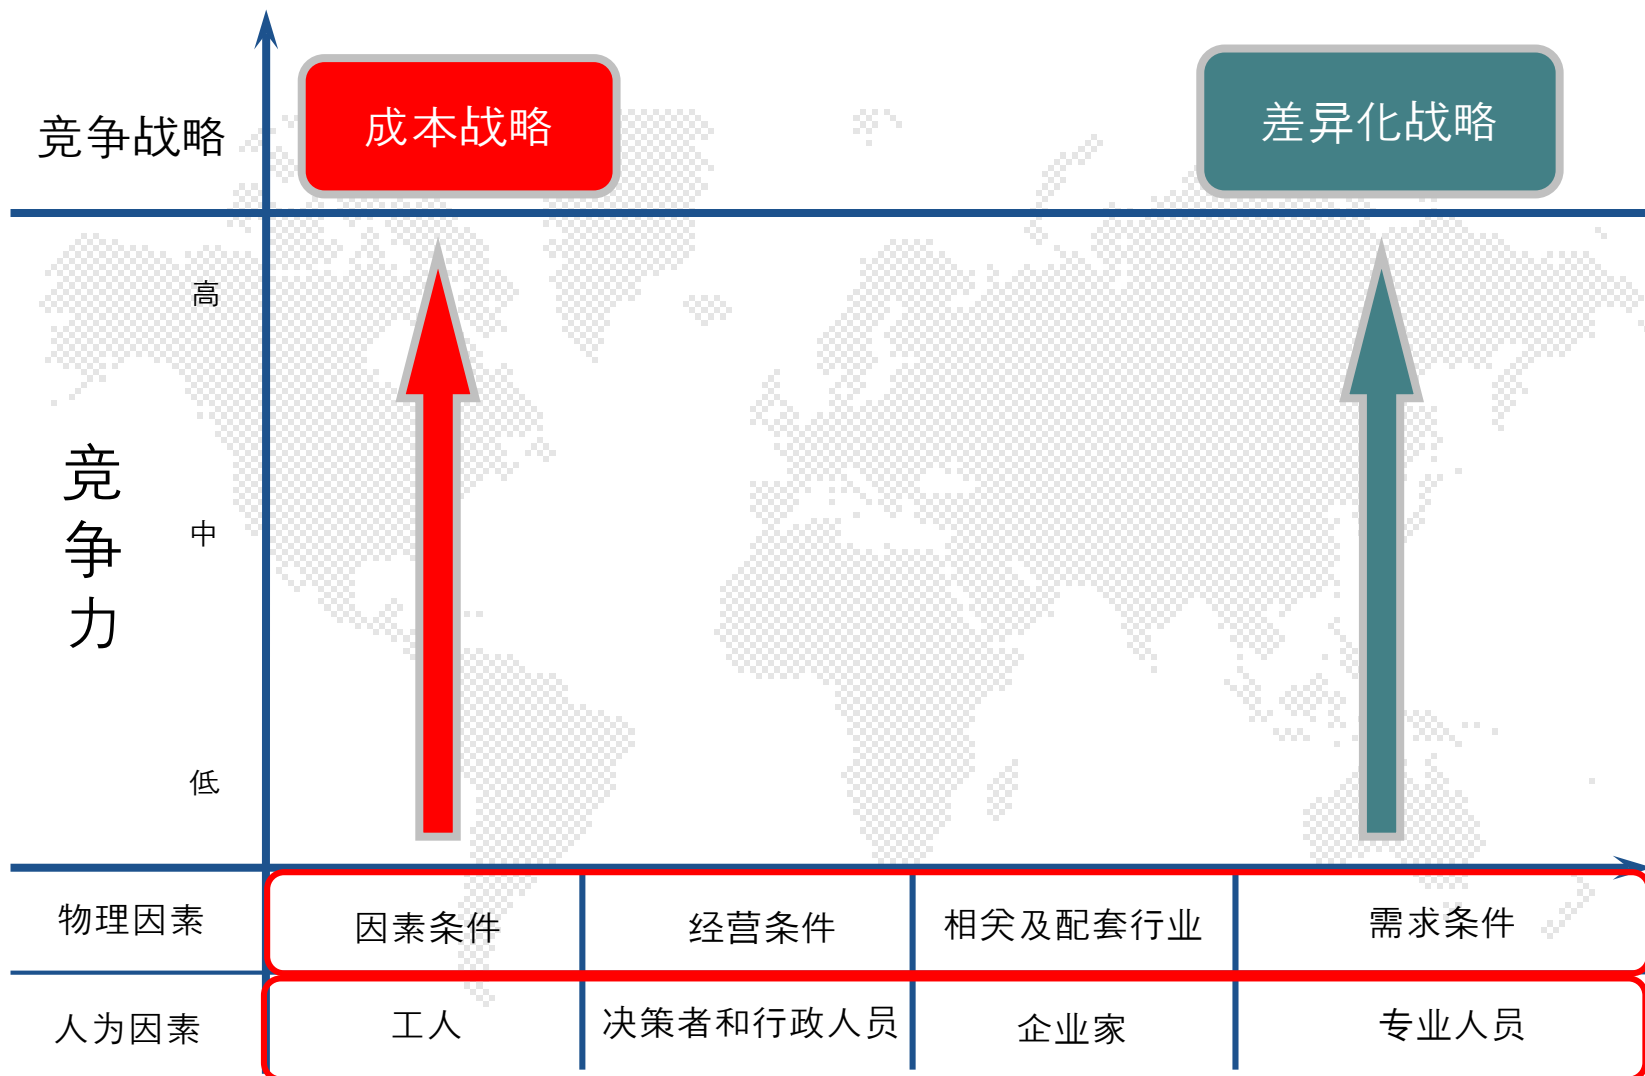 竞争战略
成本战略
差异化战略
高
竞
争
力
中
低
物理因素
因素条件
经营条件
相关及配套行业
需求条件
人为因素
工人
决策者和行政人员
企业家
专业人员